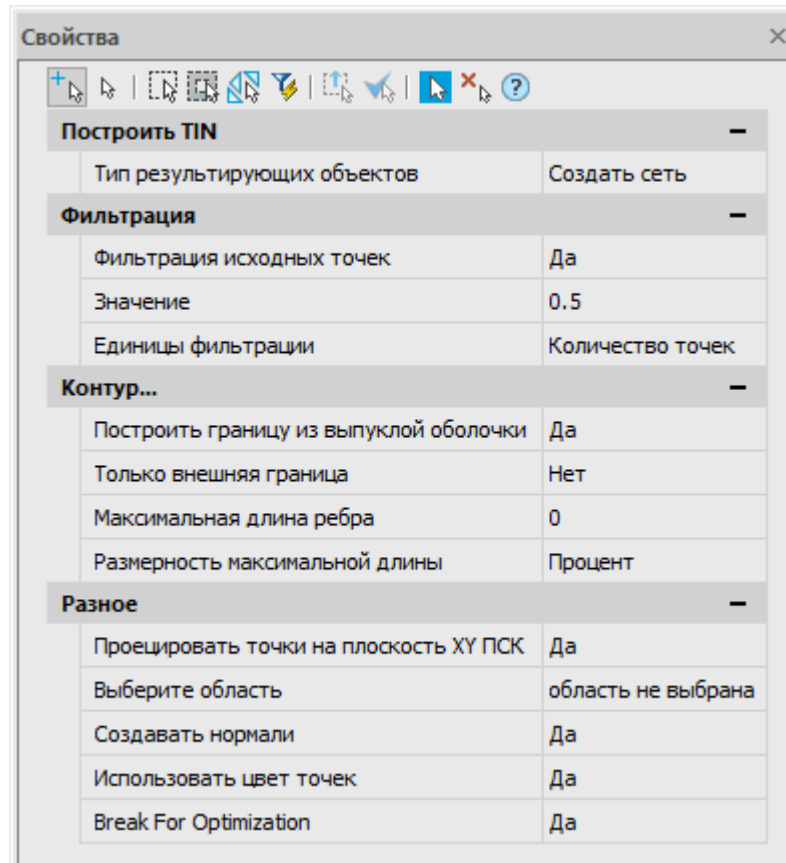 Свойства
Построить TIN
Тип результирующих объектов Создать сеть
Фильтрация
Фильтрация исходных точек Да
Значение 0.5
Единицы фильтрации Количество точек
Контур...
Построить границу из выпуклой оболочки Да
Только внешняя граница Нет
Максимальная длина ребра 0
Размерность максимальной длины Процент
Разное
Проецировать точки на плоскость XY ПСК Да
Выберите область область не выбрана
Создавать нормали Да
Использовать цвет точек Да
Break For Optimization Да